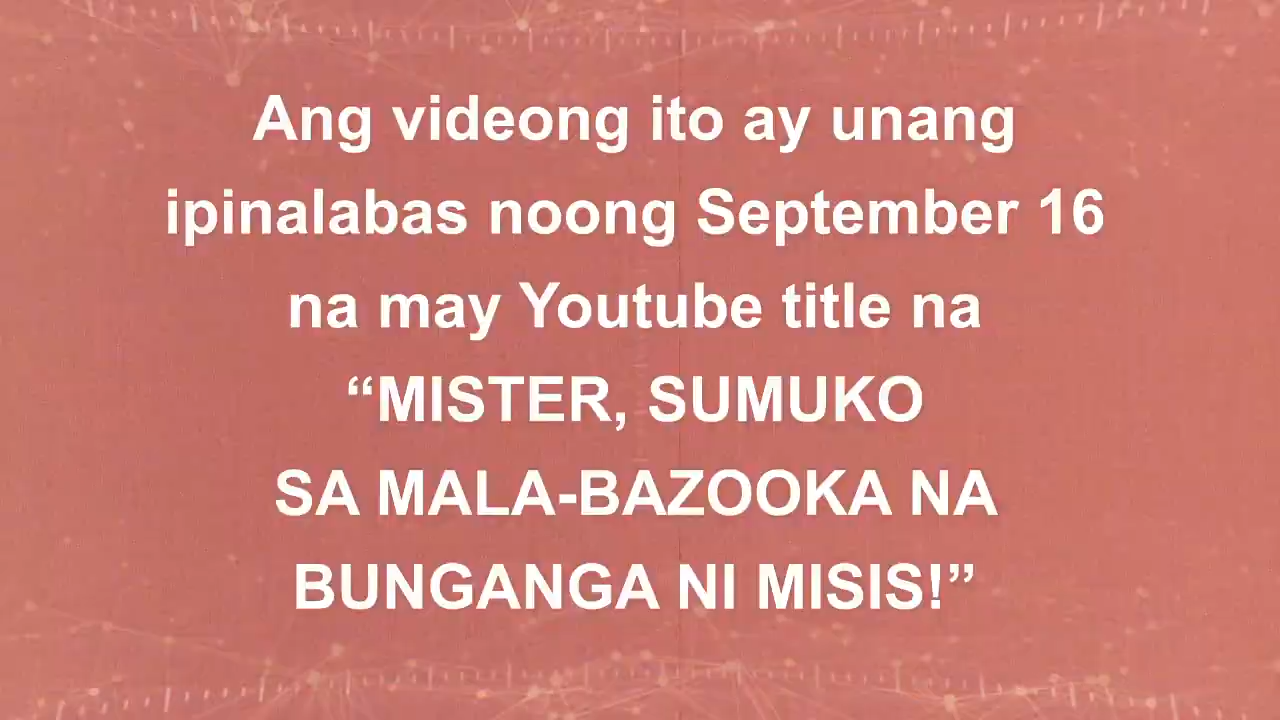 Ang videong ito ay unang
ipinalabas noong September 16
na may Youtube title na
“MISTER, SUMUKO
SA MALA-BAZOOKA NA
BUNGANGA NI MISIS!”